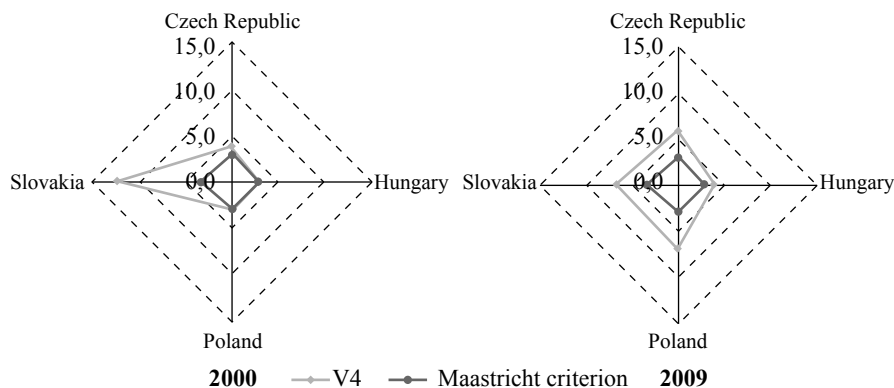 Czech Republic
15,0
10,0
5,0
0,0
Slovakia
Hungary
Poland
Czech Republic
15,0
10,0
5,0
0,0
Slovakia
Hungary
Poland
2000
V4
Maastricht criterion
2009